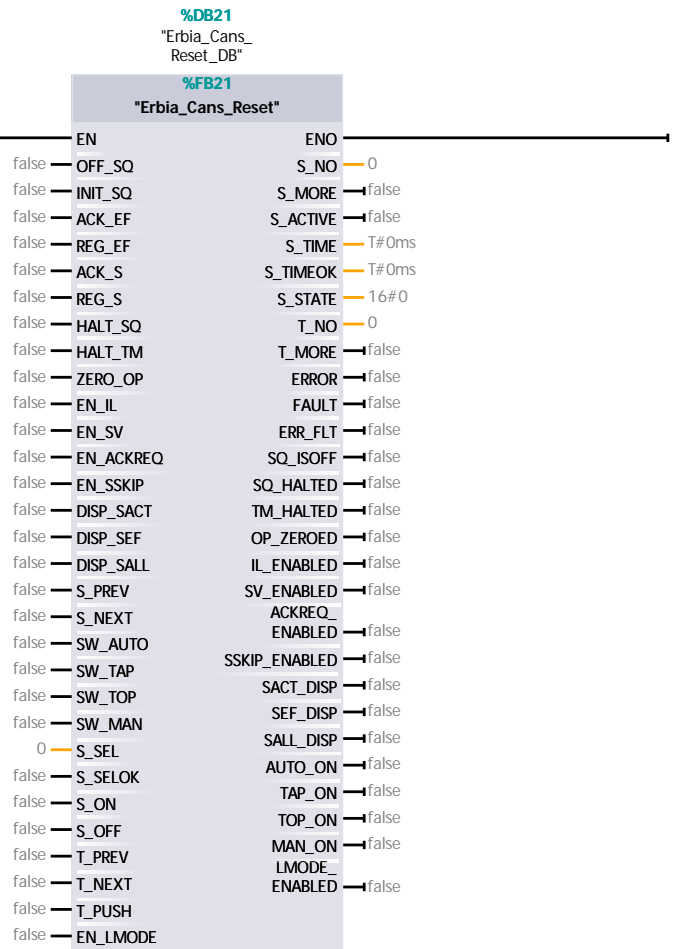 %DB21
"Erbia_Cans_
Reset_DB"
%FB21
"Erbia_Cans_Reset"
EN ENO
false OFF_SQ S_NO 0
false INIT_SQ S_MORE false
false ACK_EF S_ACTIVE false
false REG_EF S_TIME T#0ms
false ACK_S S_TIMEOK T#0ms
false REG_S S_STATE 16#0
false HALT_SQ T_NO 0
false HALT_TM T_MORE false
false ZERO_OP ERROR false
false EN_IL FAULT false
false EN_SV ERR_FLT false
false EN_ACKREQ SQ_ISOFF false
false EN_SSKIP SQ_HALTED false
false DISP_SACT TM_HALTED false
false DISP_SEF OP_ZEROED false
false DISP_SALL IL_ENABLED false
false S_PREV SV_ENABLED false
false S_NEXT ACKREQ_
ENABLED false
false SW_AUTO SSKIP_ENABLED false
false SW_TAP SACT_DISP false
false SW_TOP SEF_DISP false
false SW_MAN SALL_DISP false
0 S_SEL AUTO_ON false
false S_SELOK TAP_ON false
false S_ON TOP_ON false
false S_OFF MAN_ON false
false T_PREV LMODE_
false T_NEXT ENABLED false
false T_PUSH
false EN_LMODE